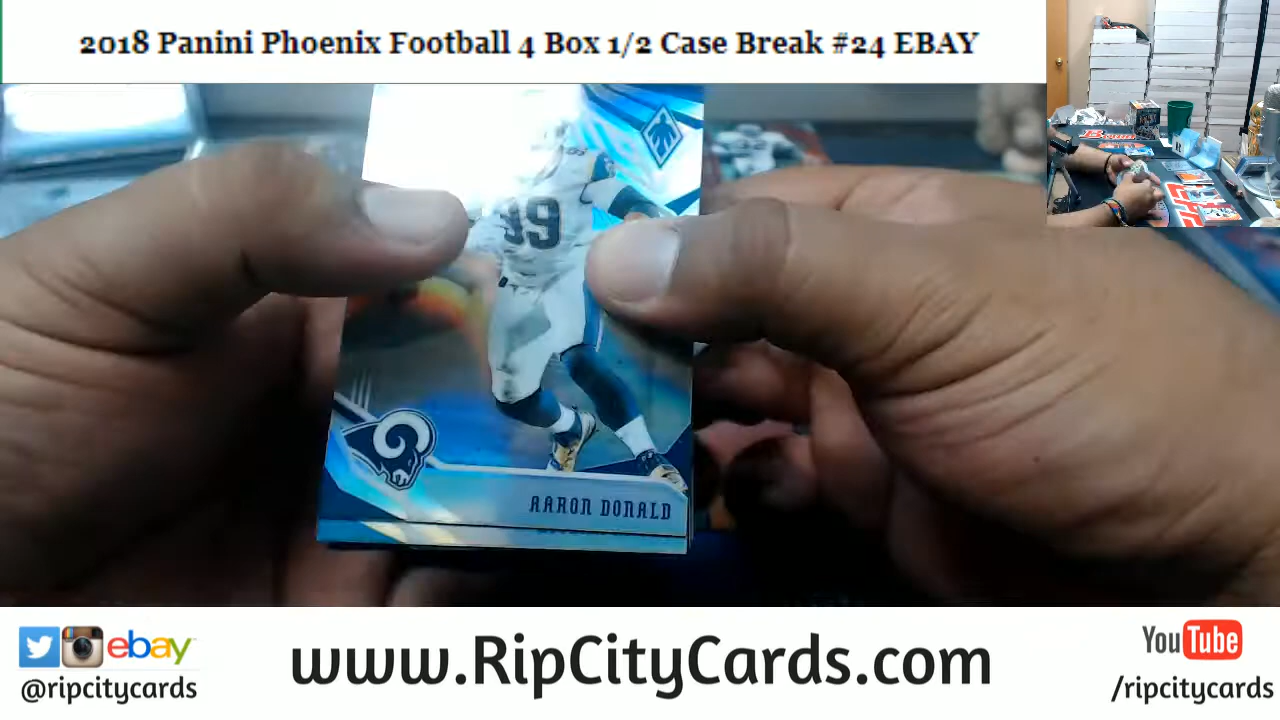 2018 Panini Phoenix Football 4 Box 1/2 Case Break #24 EBAY
99
AARON DONALD
ebay
@ripcitycards
www.RipCityCards.com
YouTube
/ripcitycards